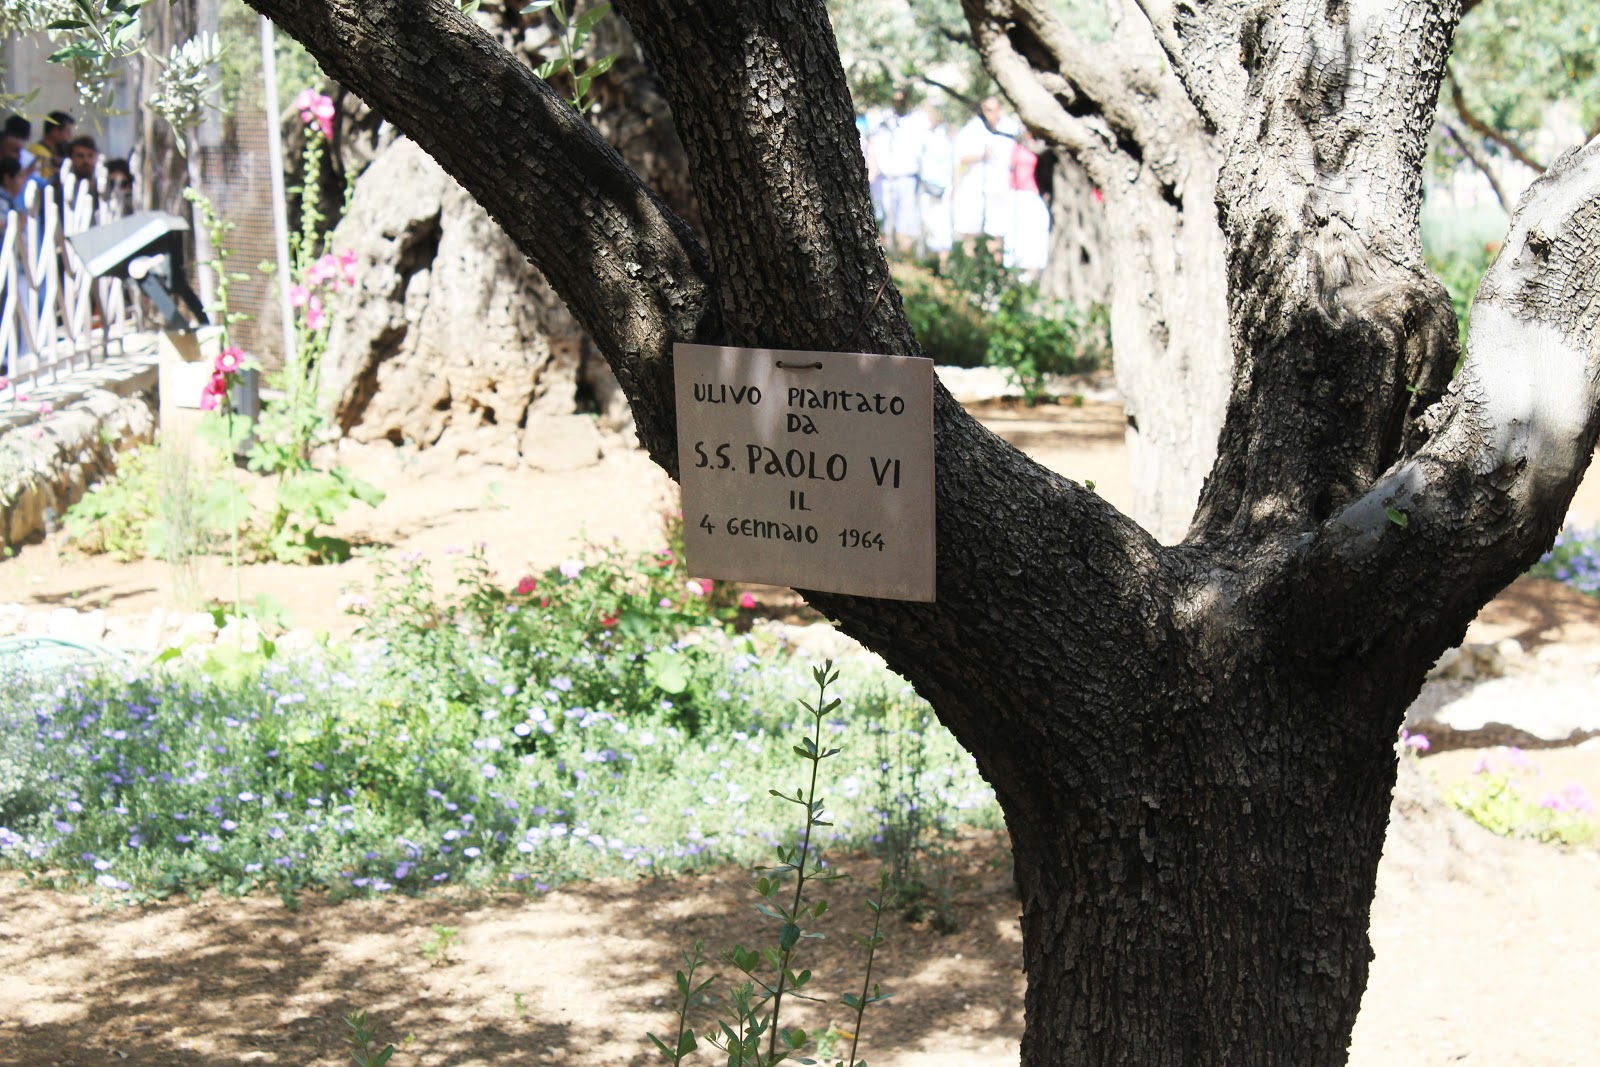 ULIVO PIANTATO
DA
S.S. PAOLO VI
IL
4 GENNAIO 1964